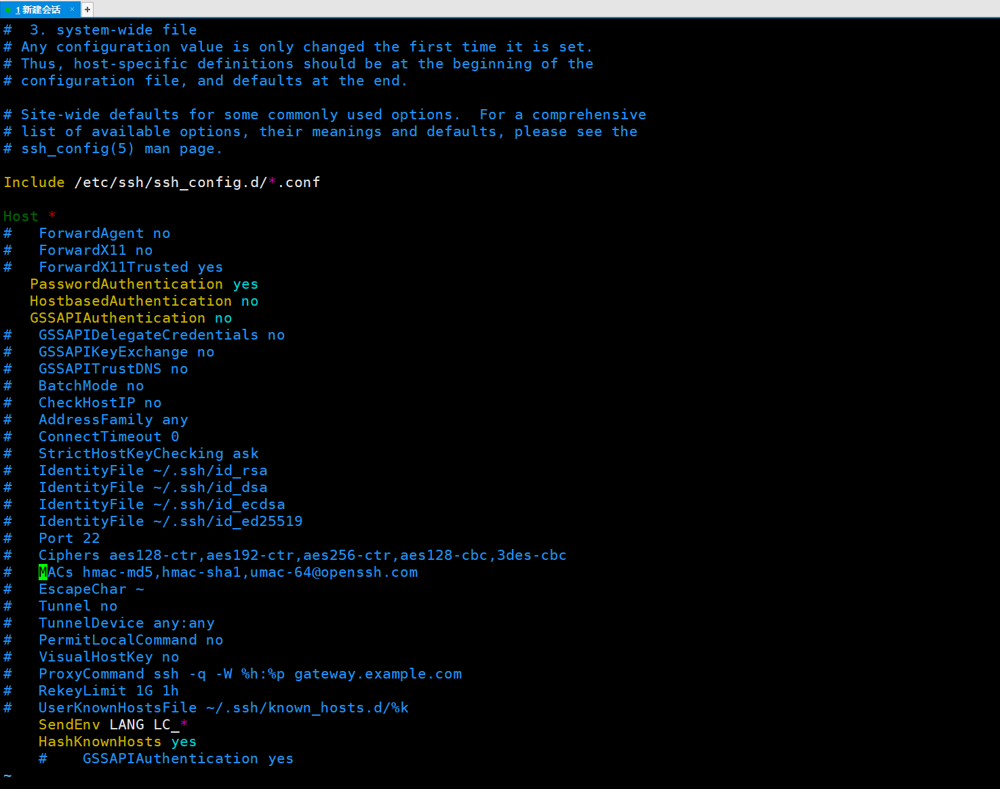 1 新建会话 × +
#  3. system-wide file
# Any configuration value is only changed the first time it is set.
# Thus, host-specific definitions should be at the beginning of the
# configuration file, and defaults at the end.
# Site-wide defaults for some commonly used options.  For a comprehensive
# list of available options, their meanings and defaults, please see the
# ssh_config(5) man page.
Include /etc/ssh/ssh_config.d/*.conf
Host *
#   ForwardAgent no
#   ForwardX11 no
#   ForwardX11Trusted yes
   PasswordAuthentication yes
   HostbasedAuthentication no
   GSSAPIAuthentication no
#   GSSAPIDelegateCredentials no
#   GSSAPIKeyExchange no
#   GSSAPITrustDNS no
#   BatchMode no
#   CheckHostIP no
#   AddressFamily any
#   ConnectTimeout 0
#   StrictHostKeyChecking ask
#   IdentityFile ~/.ssh/id_rsa
#   IdentityFile ~/.ssh/id_dsa
#   IdentityFile ~/.ssh/id_ecdsa
#   IdentityFile ~/.ssh/id_ed25519
#   Port 22
#   Ciphers aes128-ctr,aes192-ctr,aes256-ctr,aes128-cbc,3des-cbc
#   MACs hmac-md5,hmac-sha1,umac-64@openssh.com
#   EscapeChar ~
#   Tunnel no
#   TunnelDevice any:any
#   PermitLocalCommand no
#   VisualHostKey no
#   ProxyCommand ssh -q -W %h:%p gateway.example.com
#   RekeyLimit 1G 1h
#   UserKnownHostsFile ~/.ssh/known_hosts.d/%k
    SendEnv LANG LC_*
    HashKnownHosts yes
    #    GSSAPIAuthentication yes
~